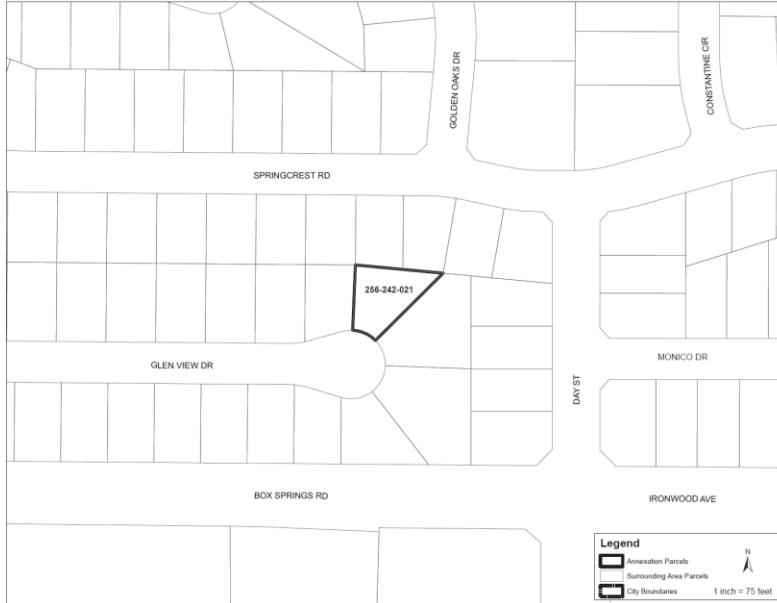 GOLDEN OAKS DR
CONSTANTINE CIR
SPRINGCREST RD
256-242-021
GLEN VIEW DR
MONICO DR
DAY ST
BOX SPRINGS RD
IRONWOOD AVE
Legend
Annexation Parcels
Surrounding Area Parcels
City Boundaries
N
1 inch = 75 feet